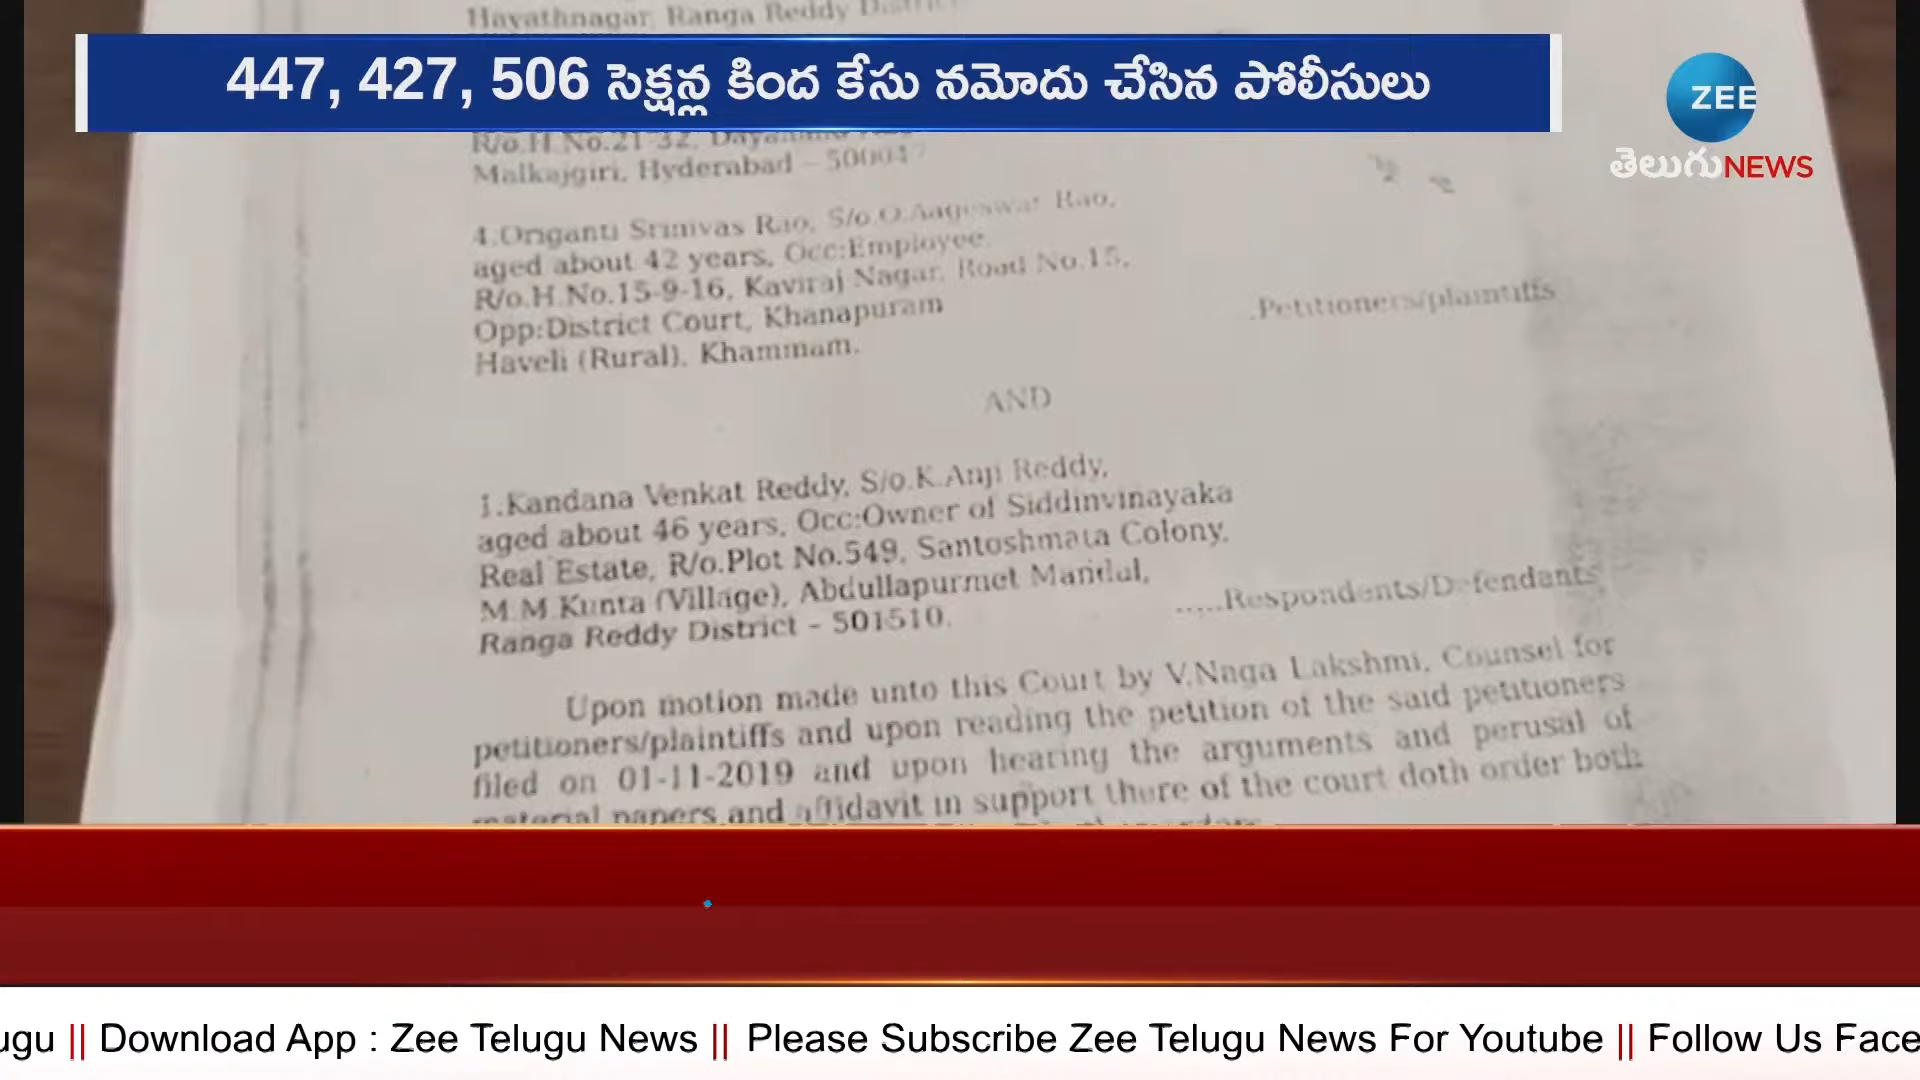 Hayathnagar, Ranga Reddy District
447, 427, 506 సెక్షన్ల కింద కేసు నమోదు చేసిన పోలీసులు
ZEE
తెలుగు NEWS
R/o.H.No.21-32,
Malkajgiri, Hyderabad – 500047
4.Origanti Srinivas Rao, S/o.O. Rao,
aged about 42 years, Occ:Employee,
R/o.H.No.15-9-16, Kaviraj Nagar, Road No.15,
Opp:District Court, Khanapuram
Haveli (Rural), Khammam.
.Petitioners/plaintiffs
AND
1.Kandana Venkat Reddy, S/o.K.Anji Reddy,
aged about 46 years, Occ:Owner of Siddinvinayaka
Real Estate, R/o.Plot No.549, Santoshmata Colony,
M.M.Kunta (Village), Abdullapurmet Mandal,
Ranga Reddy District – 501510.
.....Respondents/Defendants
Upon motion made unto this Court by V.Naga Lakshmi, Counsel for
petitioners/plaintiffs and upon reading the petition of the said petitioners
filed on 01-11-2019 and upon hearing the arguments and perusal of
material papers and affidavit in support there of the court doth order both
ugu || Download App : Zee Telugu News || Please Subscribe Zee Telugu News For Youtube || Follow Us Face